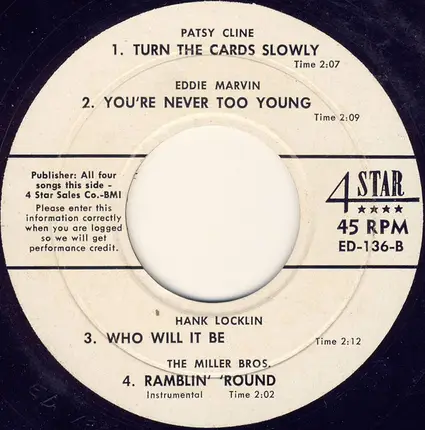 PATSY CLINE
1. TURN THE CARDS SLOWLY
Time 2:07
EDDIE MARVIN
2. YOU'RE NEVER TOO YOUNG
Time 2:09
Publisher: All four
songs this side -
4 Star Sales Co.-BMI
Please enter this
information correctly
when you are logged
so we will get
performance credit.
4 STAR
★★★★
45 RPM
ED-136-B
HANK LOCKLIN
3. WHO WILL IT BE Time 2:12
THE MILLER BROS.
4. RAMBLIN' 'ROUND
Instrumental Time 2:02